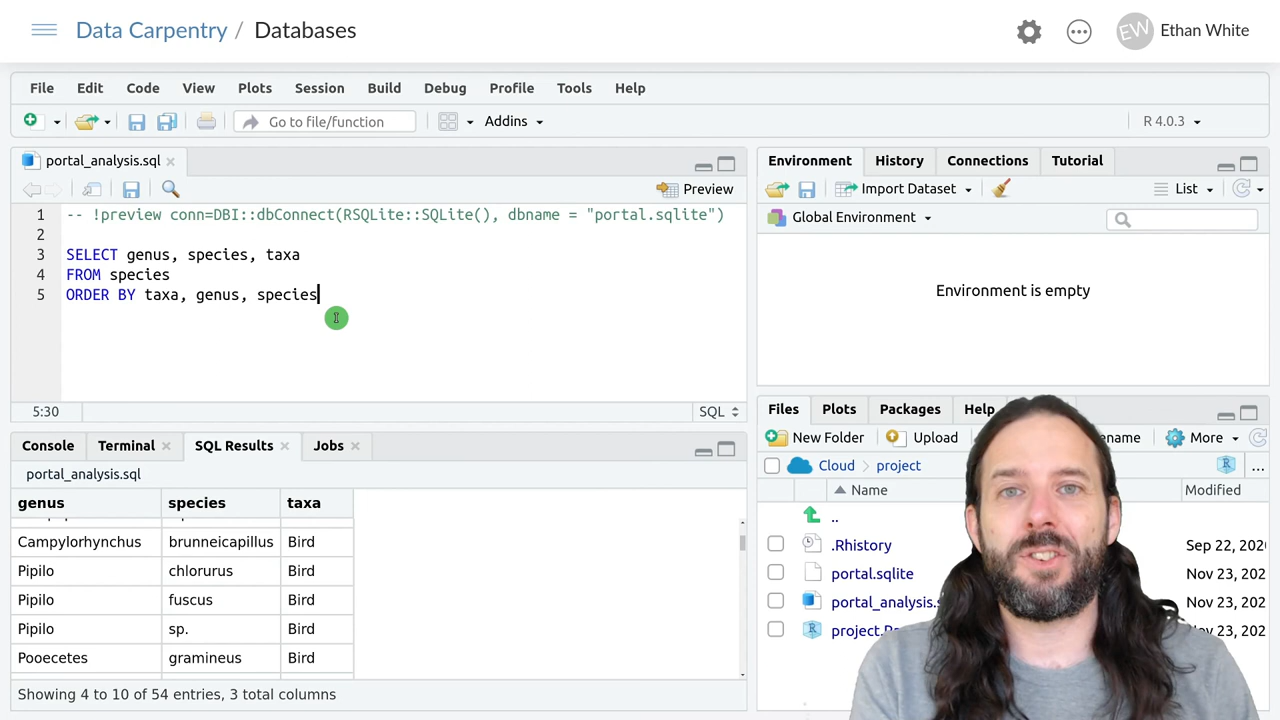 Data Carpentry / Databases
EW Ethan White
File Edit Code View Plots Session Build Debug Profile Tools Help
Go to file/function Addins R 4.0.3
portal_analysis.sql
Preview
1 -- !preview conn=DBI::dbConnect(RSQLite::SQLite(), dbname = "portal.sqlite")
2
3 SELECT genus, species, taxa
4 FROM species
5 ORDER BY taxa, genus, species
5:30 SQL
Console Terminal SQL Results Jobs
portal_analysis.sql
genus species taxa
Campylorhynchus brunneicapillus Bird
Pipilo chlorurus Bird
Pipilo fuscus Bird
Pipilo sp. Bird
Pooecetes gramineus Bird
Showing 4 to 10 of 54 entries, 3 total columns
Environment History Connections Tutorial
Import Dataset List
Global Environment
Environment is empty
Files Plots Packages Help
New Folder Upload More
Cloud project R ...
Name Modified
..
.Rhistory Sep 22, 202
portal.sqlite Nov 23, 202
portal_analysis.s Nov 23, 202